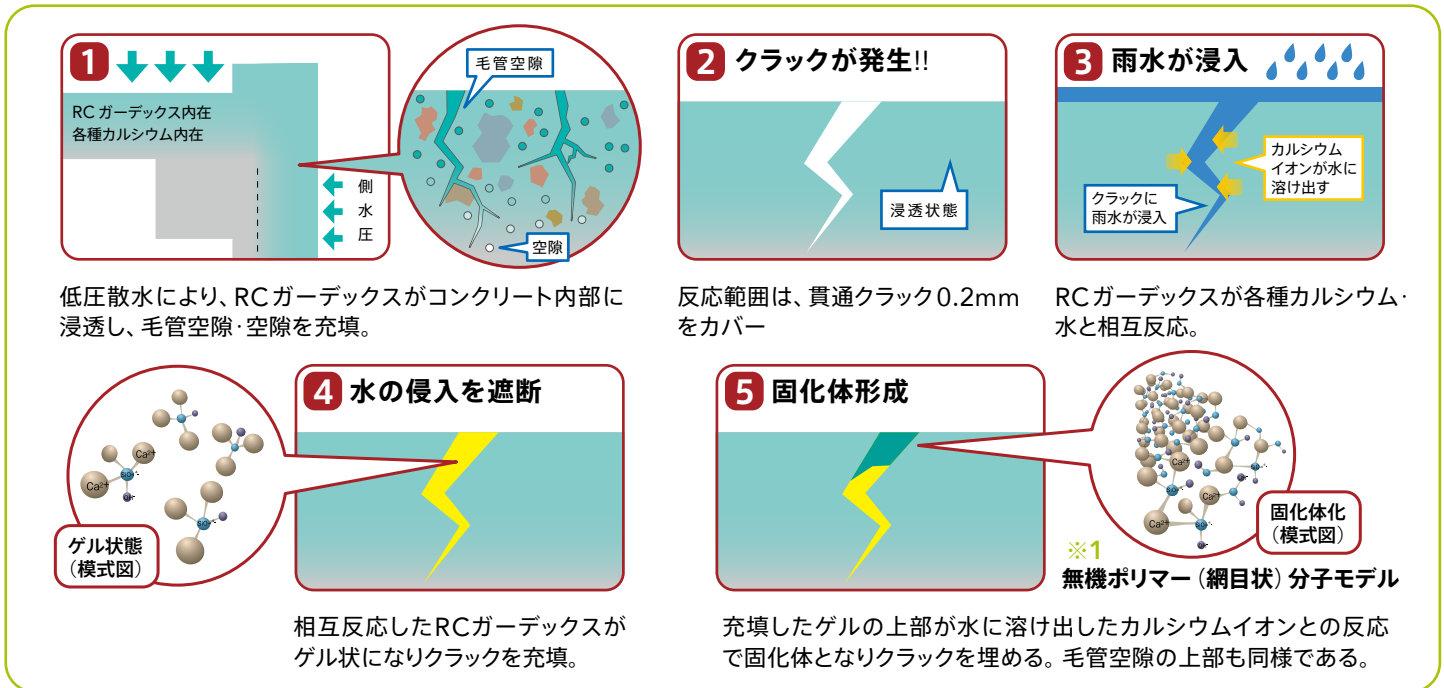 1
RCガーデックス内在
各種カルシウム内在
毛管空隙
空隙
側
水
圧
低圧散水により、RCガーデックスがコンクリート内部に
浸透し、毛管空隙・空隙を充填。
2 クラックが発生!!
浸透状態
反応範囲は、貫通クラック0.2mm
をカバー
3 雨水が浸入
カルシウム
イオンが水に
溶け出す
クラックに
雨水が浸入
RCガーデックスが各種カルシウム・
水と相互反応。
4 水の侵入を遮断
Ca²⁺
Ca²⁺
ゲル状態
(模式図)
相互反応したRCガーデックスが
ゲル状になりクラックを充填。
5 固化体形成
Ca²⁺
Ca²⁺
Ca²⁺
固化体化
(模式図)
※1
無機ポリマー(網目状)分子モデル
充填したゲルの上部が水に溶け出したカルシウムイオンとの反応
で固化体となりクラックを埋める。毛管空隙の上部も同様である。